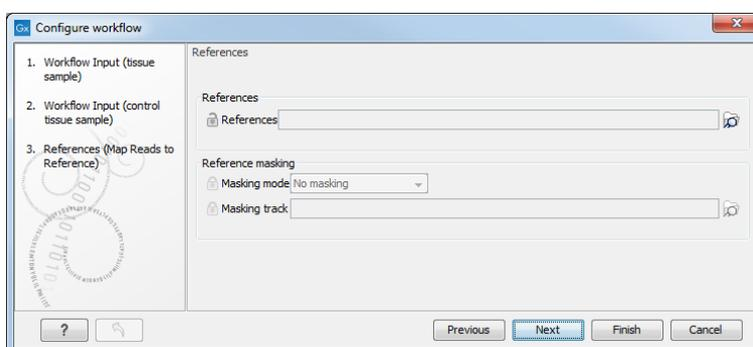 Gx Configure workflow
X
1. Workflow Input (tissue
sample)
2. Workflow Input (control
tissue sample)
3. References (Map Reads to
Reference)
References
References
References
Reference masking
Masking mode No masking
Masking track
? Previous Next Finish Cancel